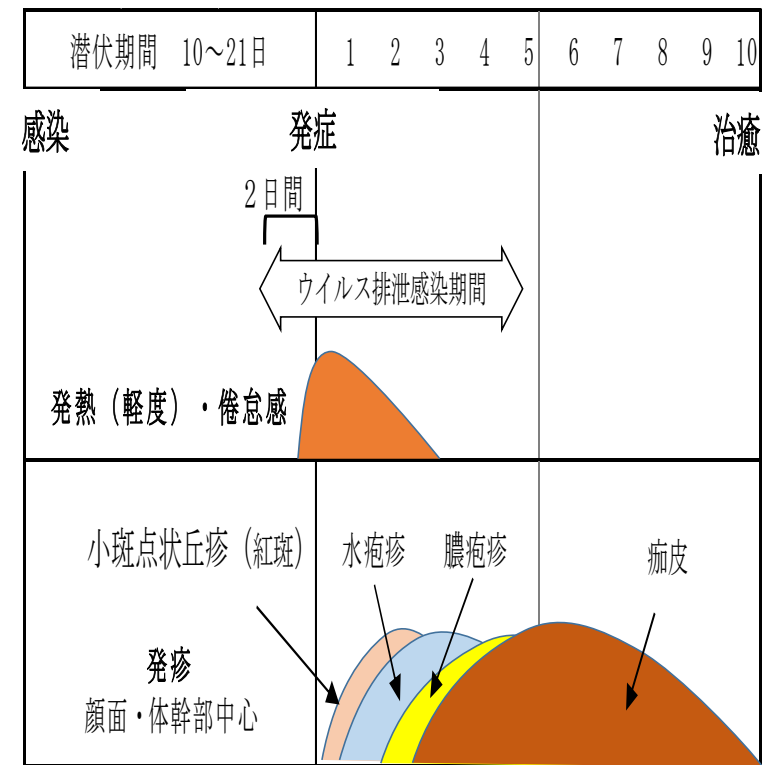 潜伏期間 10～21日 1 2 3 4 5 6 7 8 9 10
感染 発症 治癒
2日間
ウイルス排泄感染期間
発熱（軽度）・倦怠感
小斑点状丘疹（紅斑） 水疱疹 膿疱疹 痂皮
発疹
顔面・体幹部中心